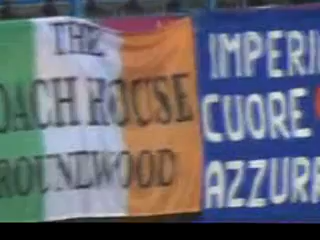 THE
OACH HOUSE
ROUNDWOOD
IMPERI
CUORE
AZZURR